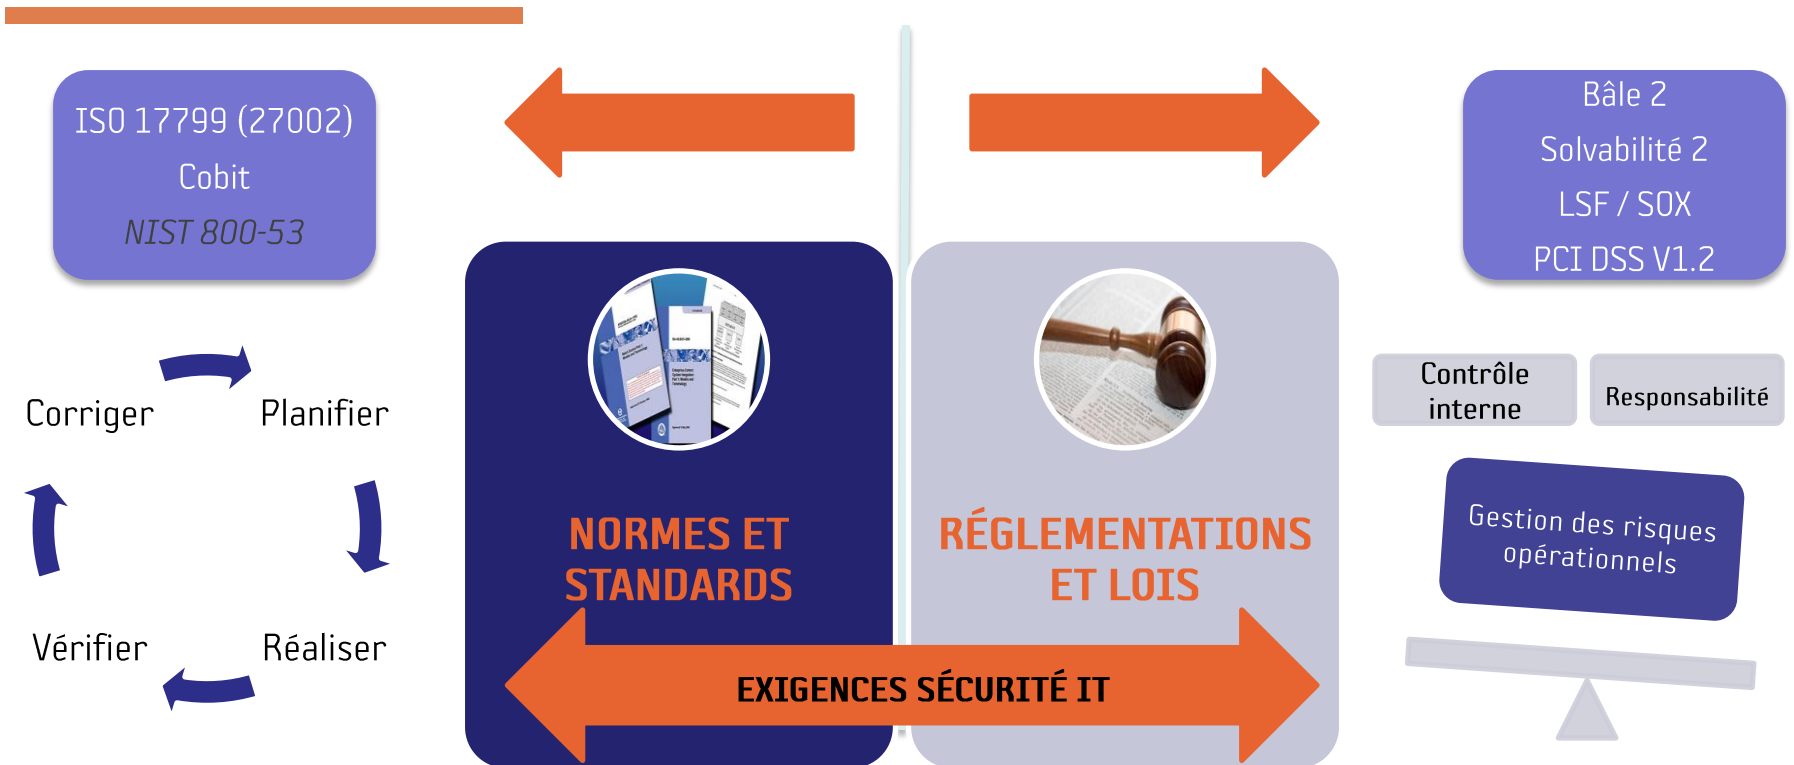 ISO 17799 (27002)
Cobit
NIST 800-53
Corriger
Planifier
Vérifier
Réaliser
NORMES ET
STANDARDS
RÉGLEMENTATIONS
ET LOIS
EXIGENCES SÉCURITÉ IT
Bâle 2
Solvabilité 2
LSF / SOX
PCI DSS V1.2
Contrôle
interne
Responsabilité
Gestion des risques
opérationnels